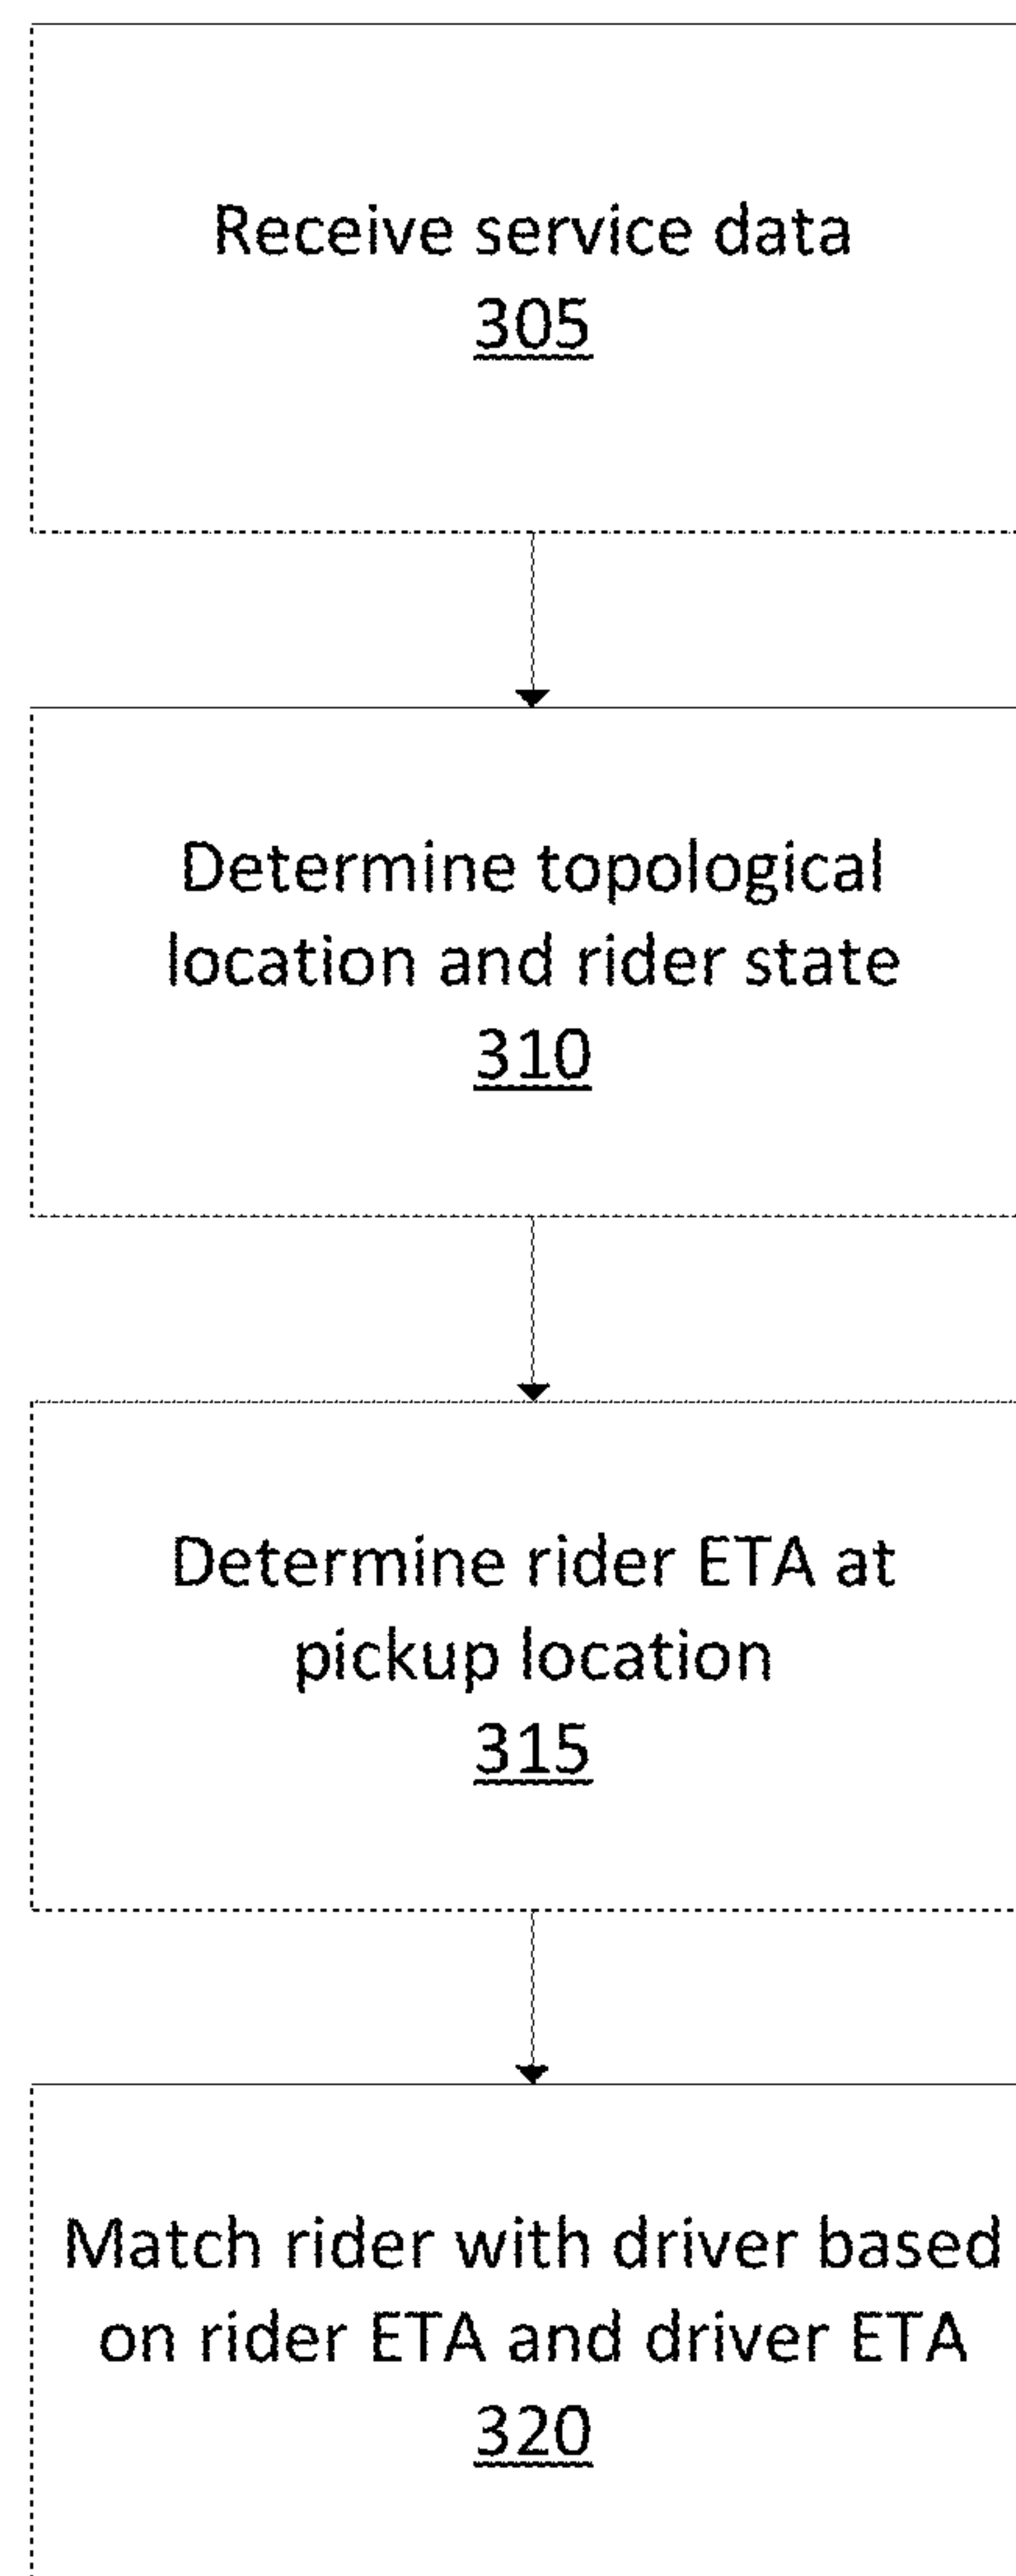 Receive service data
305
Determine topological
location and rider state
310
Determine rider ETA at
pickup location
315
Match rider with driver based
on rider ETA and driver ETA
320